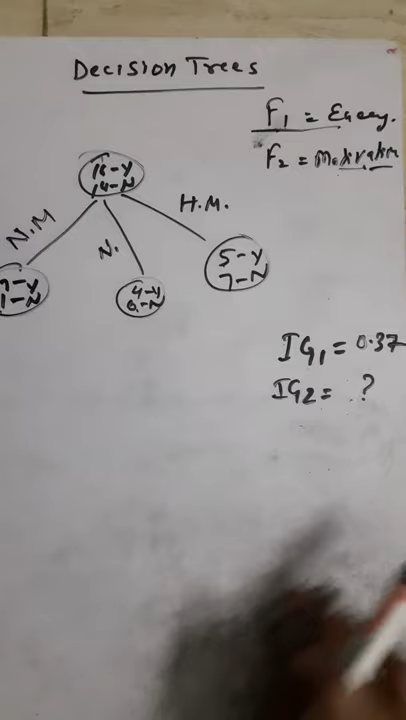 Decision Trees
F₁ = Energy.
F₂ = Motivation
16-Y
14-N
H.M.
N.M
N.
5-Y
7-N
7-Y
1-N
4-Y
6-N
IG₁ = 0.37
IG2 = ?